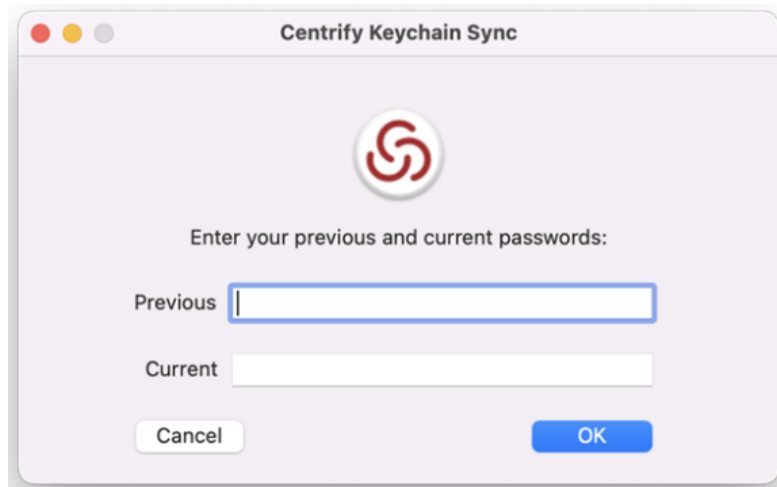 Centrify Keychain Sync
Enter your previous and current passwords:
Previous
Current
Cancel
OK